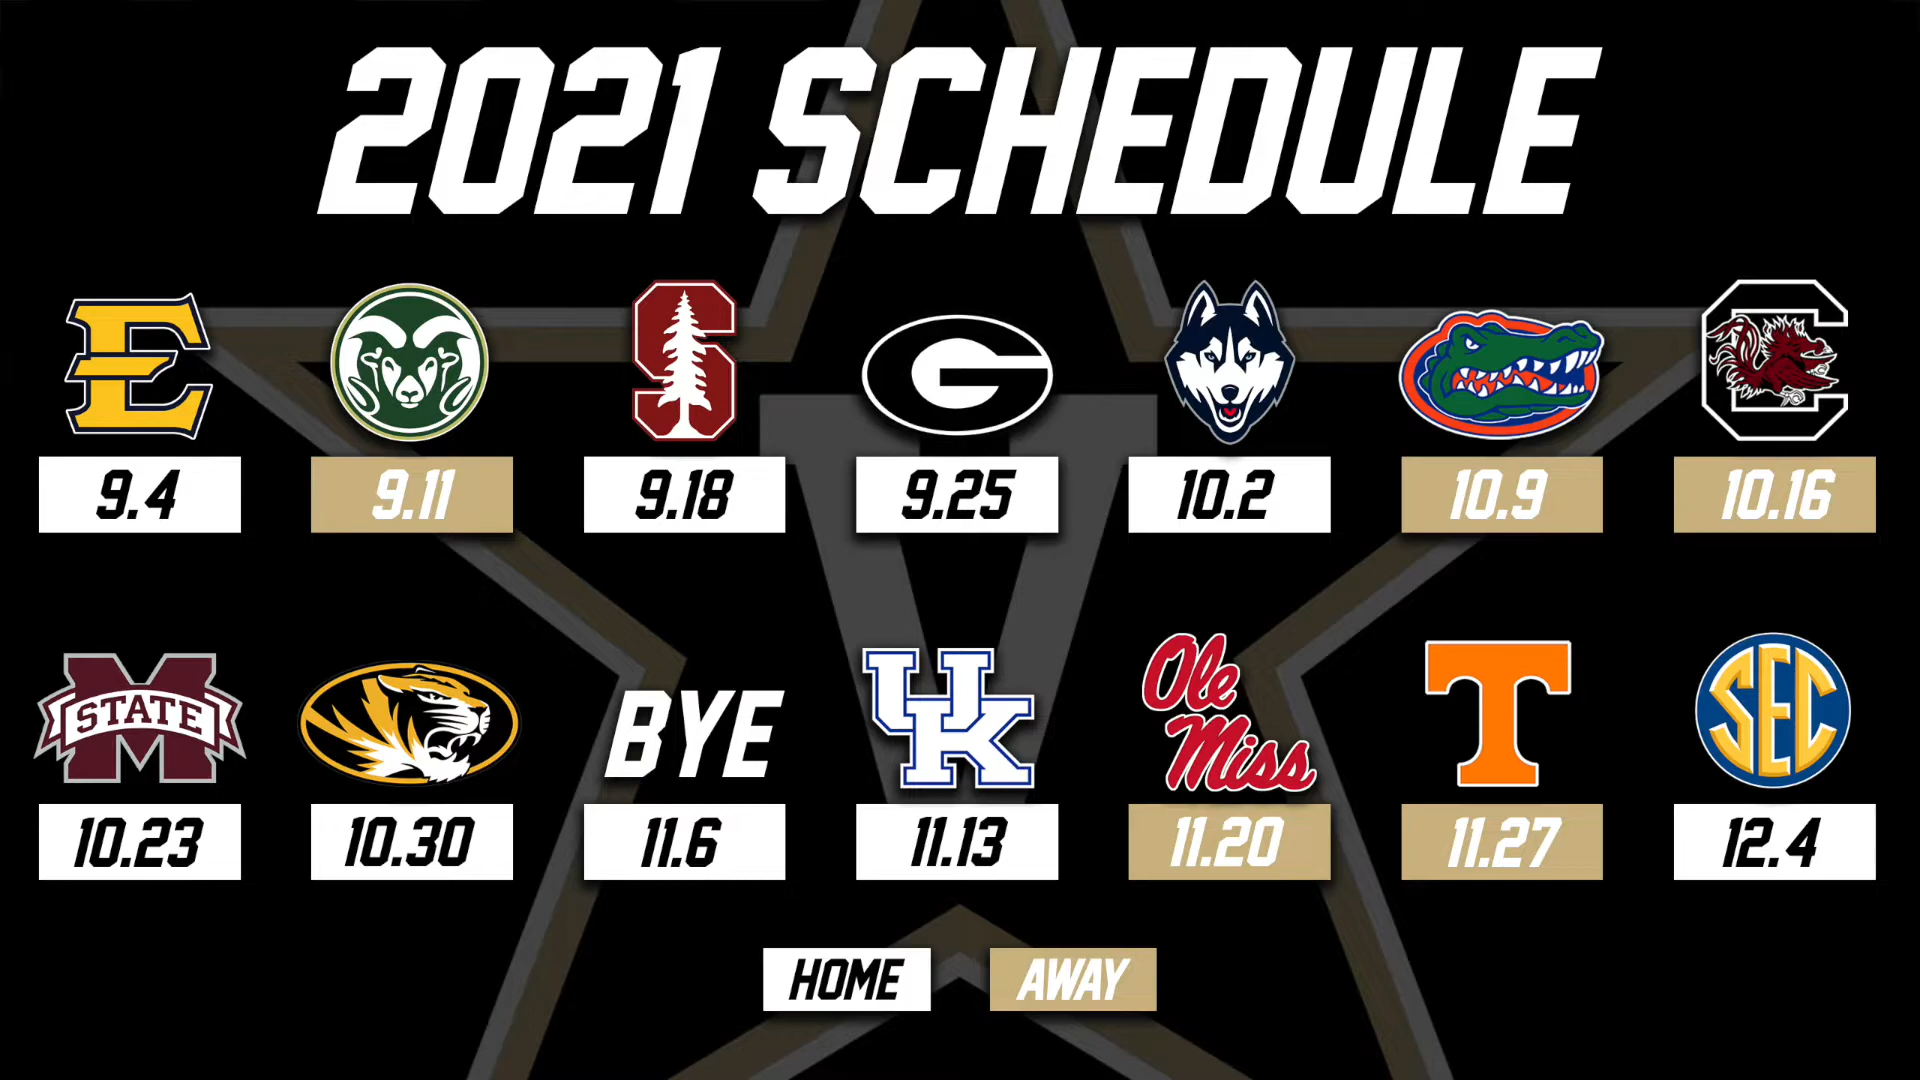 2021 SCHEDULE
E
S
G
C
9.4
9.11
9.18
9.25
10.2
10.9
10.16
M STATE
BYE
UK
Ole
Miss
T
SEC
10.23
10.30
11.6
11.13
11.20
11.27
12.4
V
HOME
AWAY